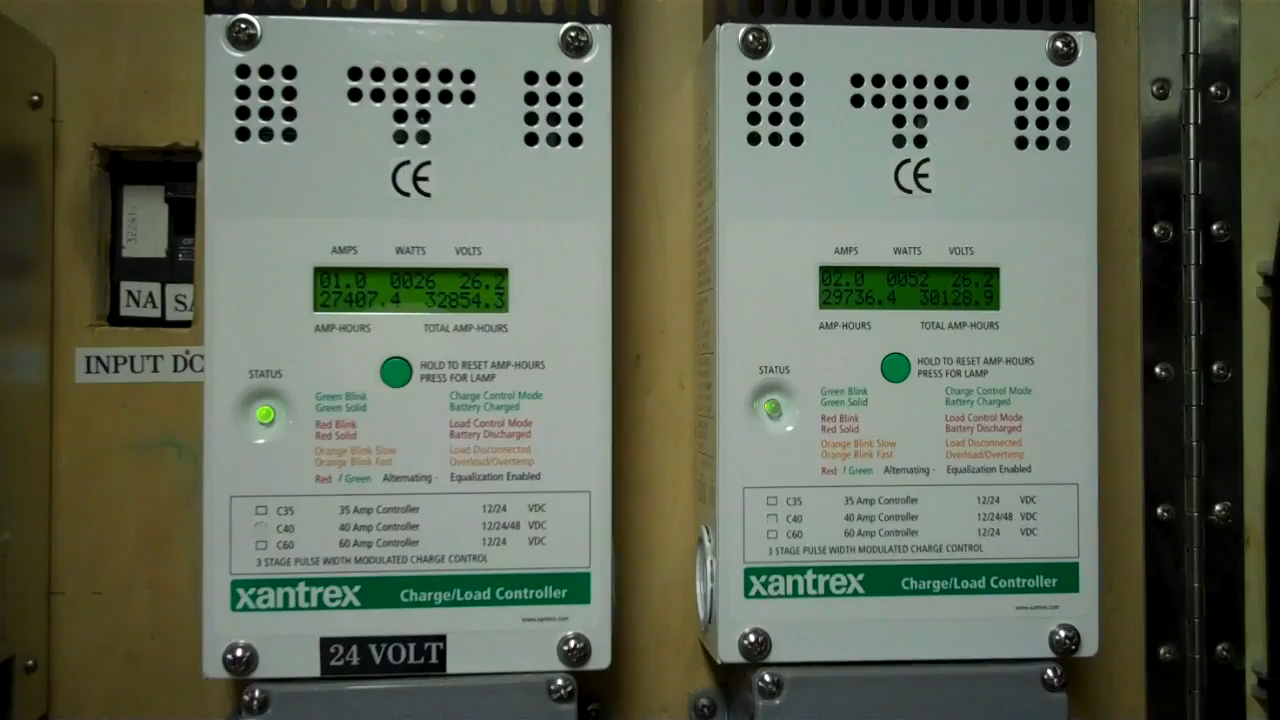 32241
OF
NA
SA
INPUT DC
CE
AMPS WATTS VOLTS
01.0 0026 26.2
27407.4 32854.3
AMP-HOURS TOTAL AMP-HOURS
HOLD TO RESET AMP-HOURS
PRESS FOR LAMP
STATUS
Green Blink Charge Control Mode
Green Solid Battery Charged
Red Blink Load Control Mode
Red Solid Battery Discharged
Orange Blink Slow Load Disconnected
Orange Blink Fast Overload/Overtemp
Red / Green Alternating - Equalization Enabled
C35 35 Amp Controller 12/24 VDC
C40 40 Amp Controller 12/24/48 VDC
C60 60 Amp Controller 12/24 VDC
3 STAGE PULSE WIDTH MODULATED CHARGE CONTROL
xantrex Charge/Load Controller
www.xantrex.com
24 VOLT
CE
AMPS WATTS VOLTS
02.0 0052 26.2
29736.4 30128.9
AMP-HOURS TOTAL AMP-HOURS
HOLD TO RESET AMP-HOURS
PRESS FOR LAMP
STATUS
Green Blink Charge Control Mode
Green Solid Battery Charged
Red Blink Load Control Mode
Red Solid Battery Discharged
Orange Blink Slow Load Disconnected
Orange Blink Fast Overload/Overtemp
Red / Green Alternating - Equalization Enabled
C35 35 Amp Controller 12/24 VDC
C40 40 Amp Controller 12/24/48 VDC
C60 60 Amp Controller 12/24 VDC
3 STAGE PULSE WIDTH MODULATED CHARGE CONTROL
xantrex Charge/Load Controller
www.xantrex.com